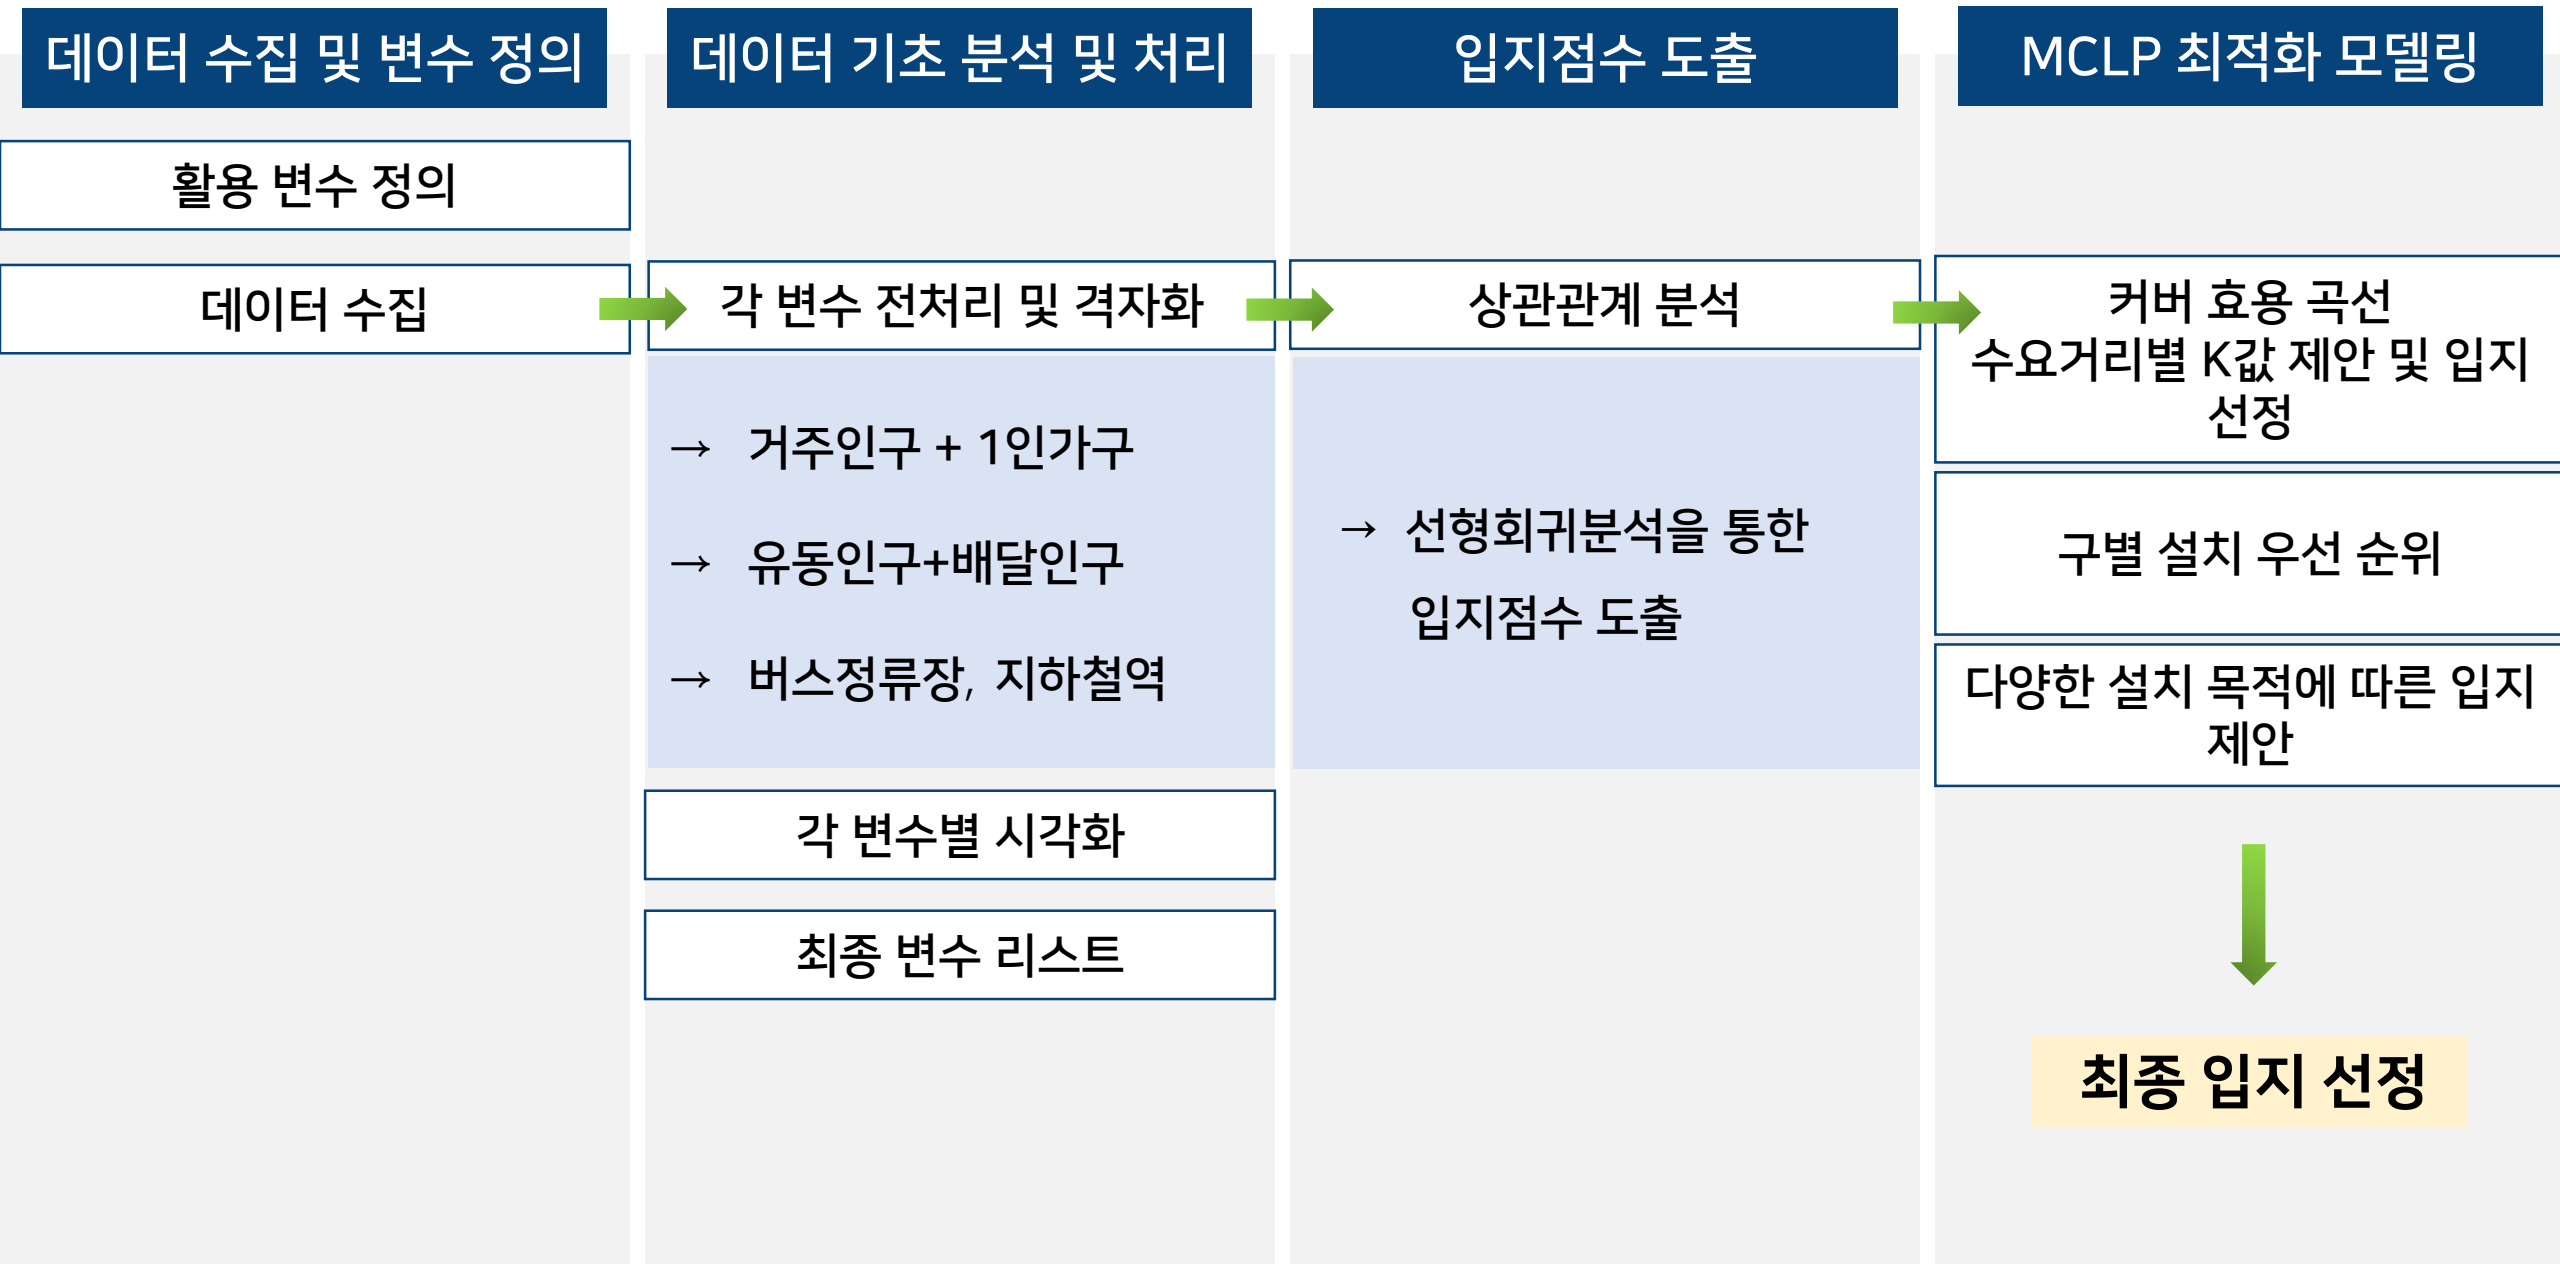 데이터 수집 및 변수 정의
활용 변수 정의
데이터 수집
데이터 기초 분석 및 처리
각 변수 전처리 및 격자화
→ 거주인구 + 1인가구
→ 유동인구+배달인구
→ 버스정류장, 지하철역
각 변수별 시각화
최종 변수 리스트
입지점수 도출
상관관계 분석
→ 선형회귀분석을 통한
입지점수 도출
MCLP 최적화 모델링
커버 효용 곡선
수요거리별 K값 제안 및 입지
선정
구별 설치 우선 순위
다양한 설치 목적에 따른 입지
제안
최종 입지 선정